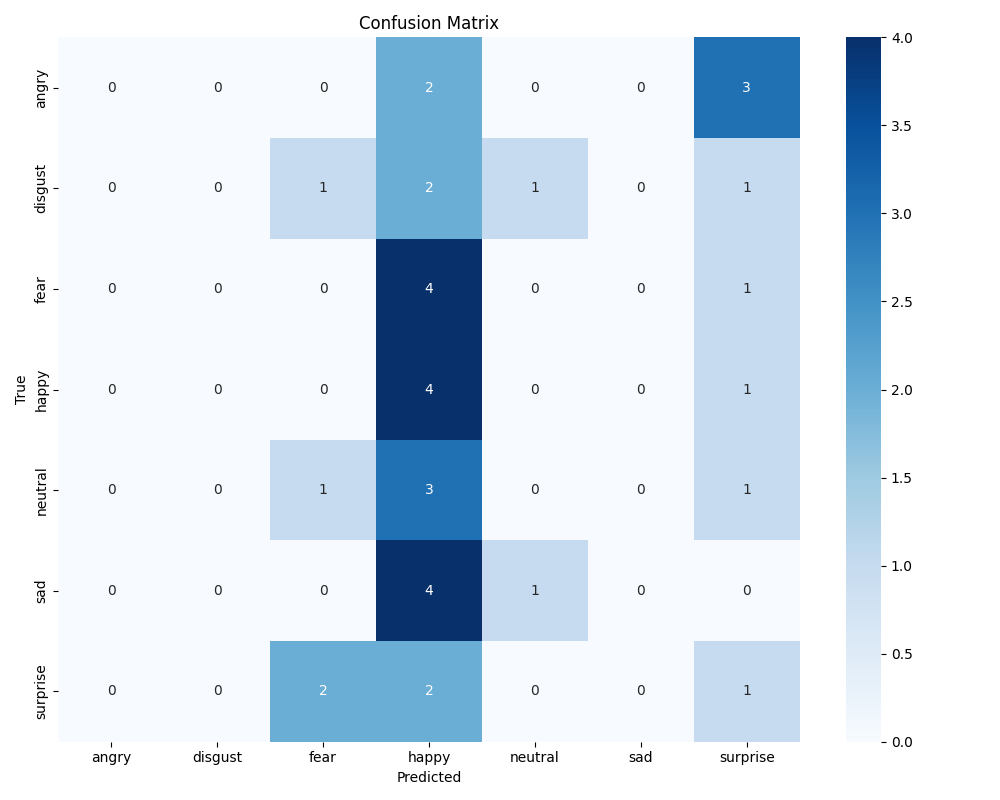 Confusion Matrix
True
angry 0 0 0 2 0 0 3
disgust 0 0 1 2 1 0 1
fear 0 0 0 4 0 0 1
happy 0 0 0 4 0 0 1
neutral 0 0 1 3 0 0 1
sad 0 0 0 4 1 0 0
surprise 0 0 2 2 0 0 1
angry disgust fear happy neutral sad surprise
Predicted
4.0
3.5
3.0
2.5
2.0
1.5
1.0
0.5
0.0